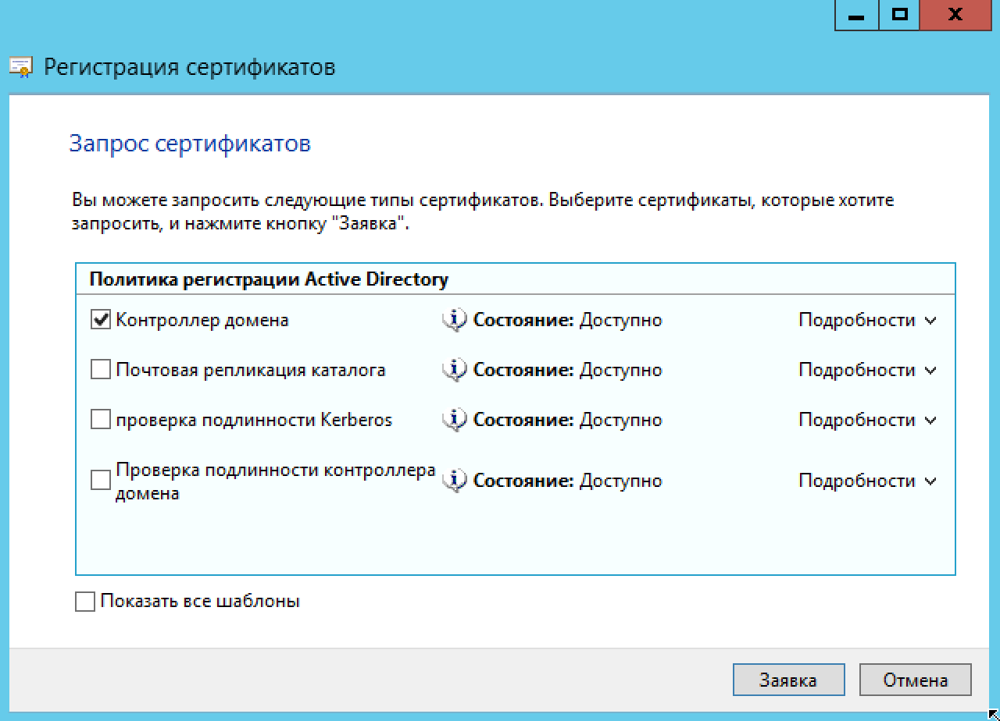 Регистрация сертификатов
Запрос сертификатов
Вы можете запросить следующие типы сертификатов. Выберите сертификаты, которые хотите
запросить, и нажмите кнопку "Заявка".
Политика регистрации Active Directory
Контроллер домена Состояние: Доступно Подробности
Почтовая репликация каталога Состояние: Доступно Подробности
проверка подлинности Kerberos Состояние: Доступно Подробности
Проверка подлинности контроллера
домена Состояние: Доступно Подробности
Показать все шаблоны
Заявка Отмена